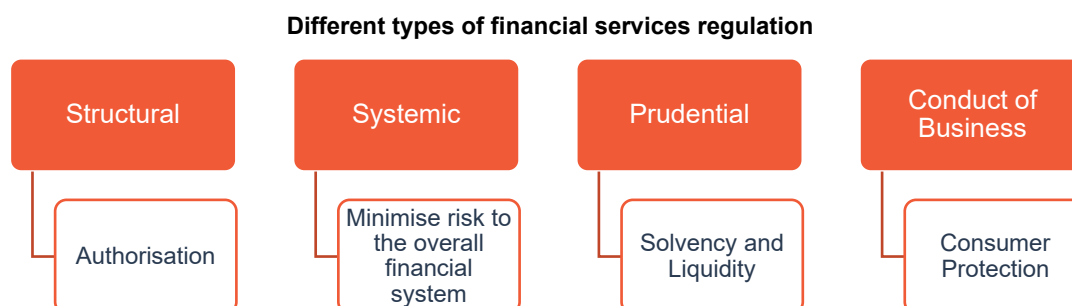 Different types of financial services regulation
Structural
Systemic
Prudential
Conduct of
Business
Authorisation
Minimise risk to
the overall
financial
system
Solvency and
Liquidity
Consumer
Protection